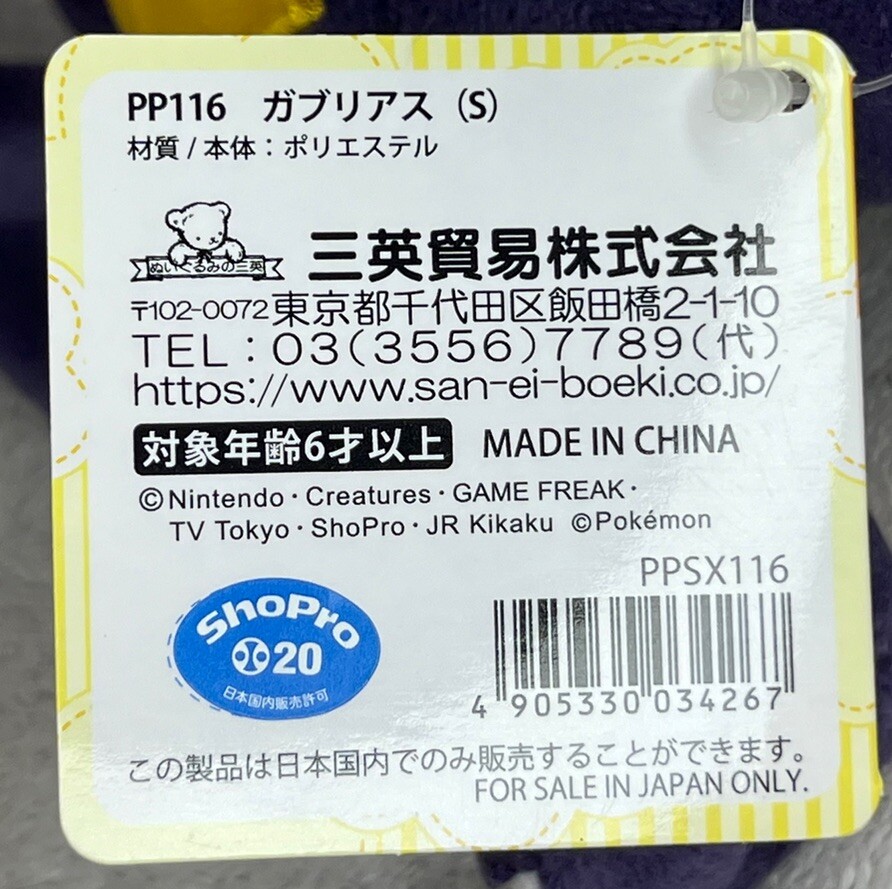 PP116 ガブリアス（S）
材質 / 本体：ポリエステル
ぬいぐるみの三英
三英貿易株式会社
〒102-0072東京都千代田区飯田橋2-1-10
TEL：03(3556)7789(代)
https://www.san-ei-boeki.co.jp/
対象年齢6才以上 MADE IN CHINA
©Nintendo・Creatures・GAME FREAK・
TV Tokyo・ShoPro・JR Kikaku ©Pokémon
PPSX116
ShoPro
20
日本国内販売許可
4 905330 034267
この製品は日本国内でのみ販売することができます。
FOR SALE IN JAPAN ONLY.